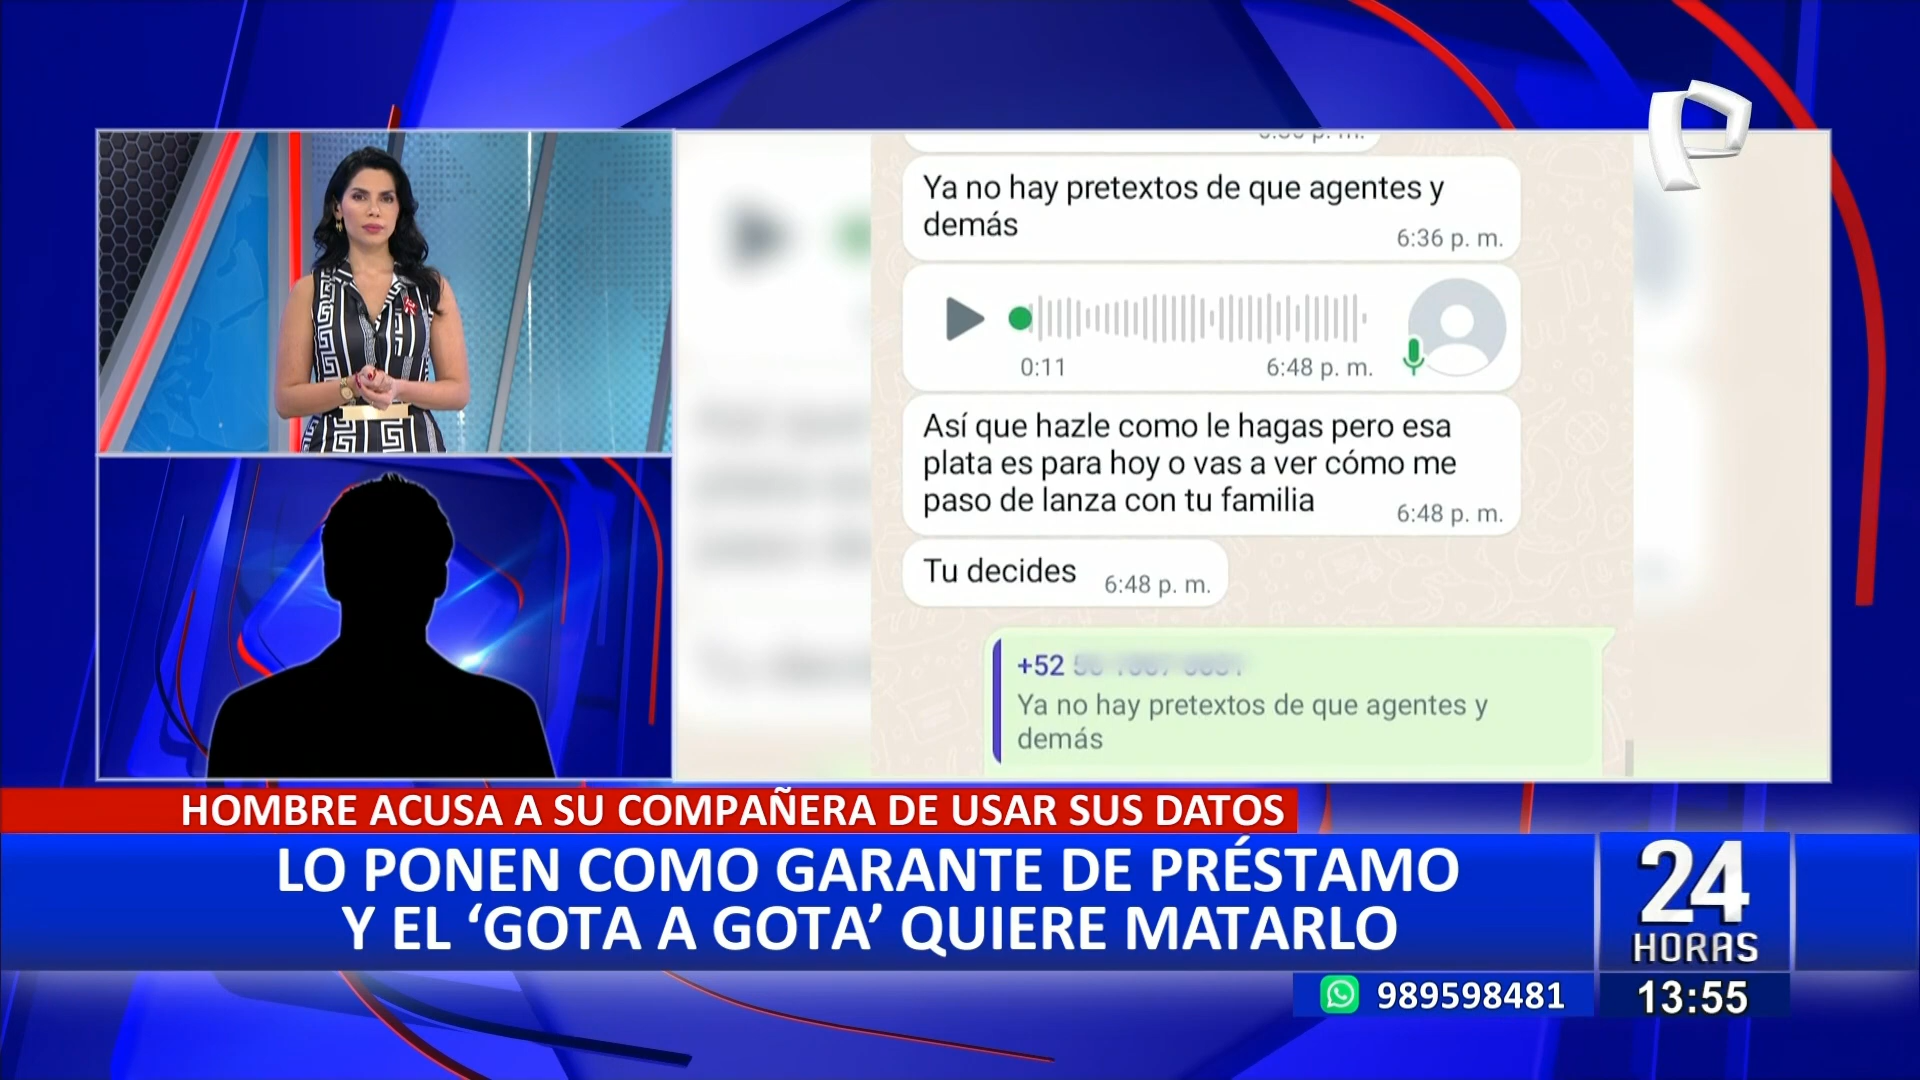 Ya no hay pretextos de que agentes y
demás
6:36 p. m.
0:11
6:48 p. m.
Así que hazle como le hagas pero esa
plata es para hoy o vas a ver cómo me
paso de lanza con tu familia
6:48 p. m.
Tu decides
6:48 p. m.
+52
Ya no hay pretextos de que agentes y
demás
HOMBRE ACUSA A SU COMPAÑERA DE USAR SUS DATOS
LO PONEN COMO GARANTE DE PRÉSTAMO
Y EL ‘GOTA A GOTA’ QUIERE MATARLO
24
HORAS
989598481
13:55